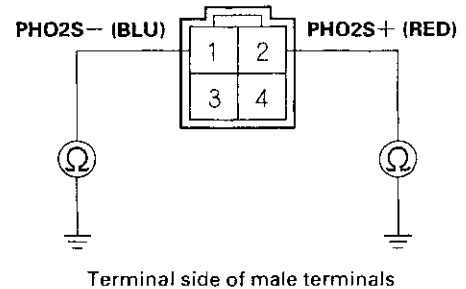 PHO2S− (BLU) PHO2S+ (RED)
1 2
3 4
Ω Ω
Terminal side of male terminals